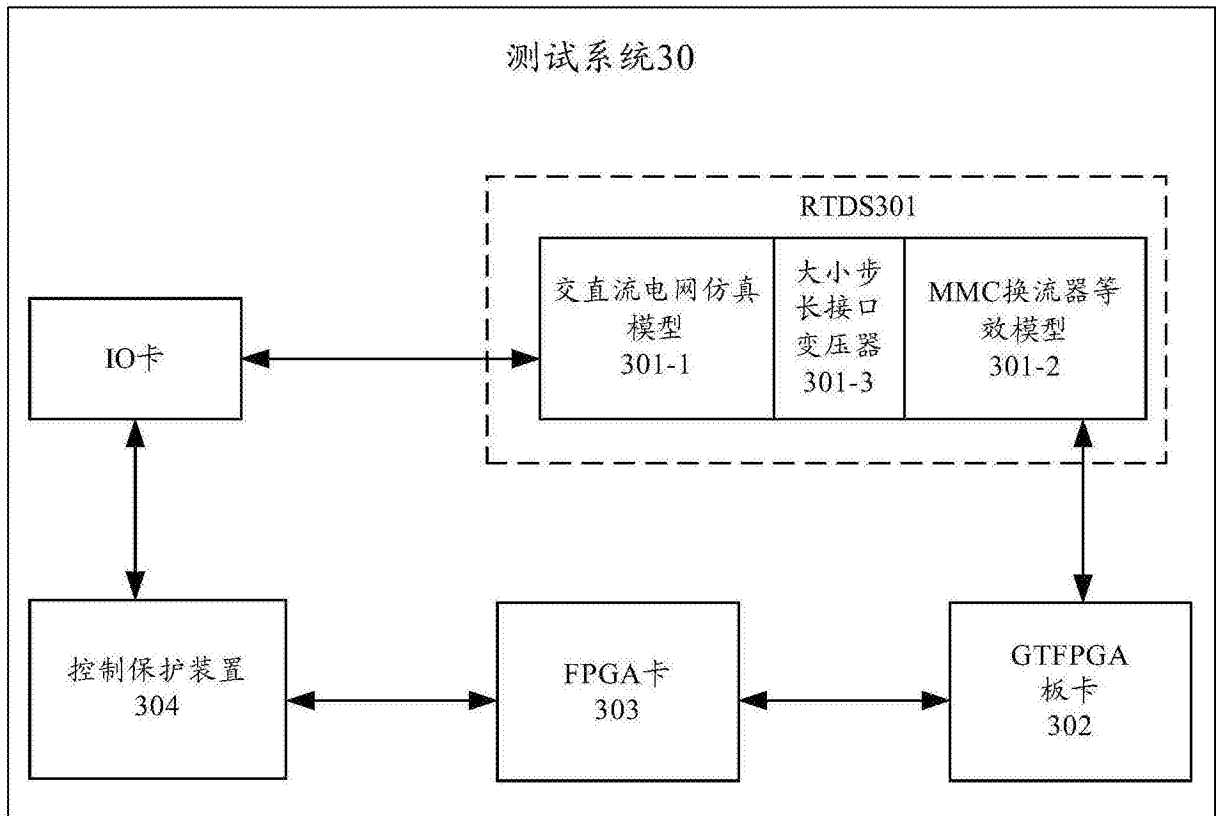 测试系统30
RTDS301
交直流电网仿真
模型
301-1
大小步
长接口
变压器
301-3
MMC换流器等
效模型
301-2
IO卡
控制保护装置
304
FPGA卡
303
GTFPGA
板卡
302